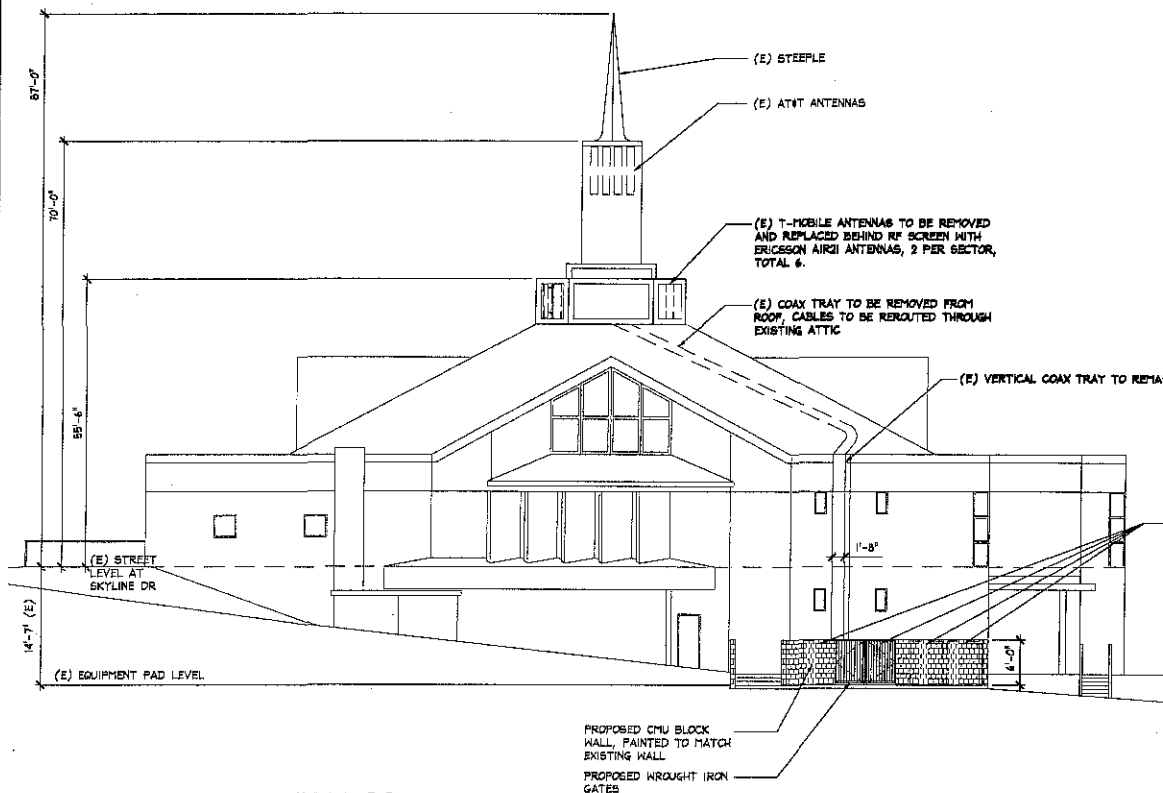 87'-0"
70'-0"
55'-6"
14'-7' (E)
(E) STEEPLE
(E) AT&T ANTENNAS
(E) T-MOBILE ANTENNAS TO BE REMOVED
AND REPLACED BEHIND RF SCREEN WITH
ERICSSON AIR21 ANTENNAS, 2 PER SECTOR,
TOTAL 6.
(E) COAX TRAY TO BE REMOVED FROM
ROOF, CABLES TO BE REROUTED THROUGH
EXISTING ATTIC
(E) VERTICAL COAX TRAY TO REMA
1'-8"
(E) STREET
LEVEL AT
SKYLINE DR
6'-0"
(E) EQUIPMENT PAD LEVEL
PROPOSED CMU BLOCK
WALL, PAINTED TO MATCH
EXISTING WALL
PROPOSED WROUGHT IRON
GATES